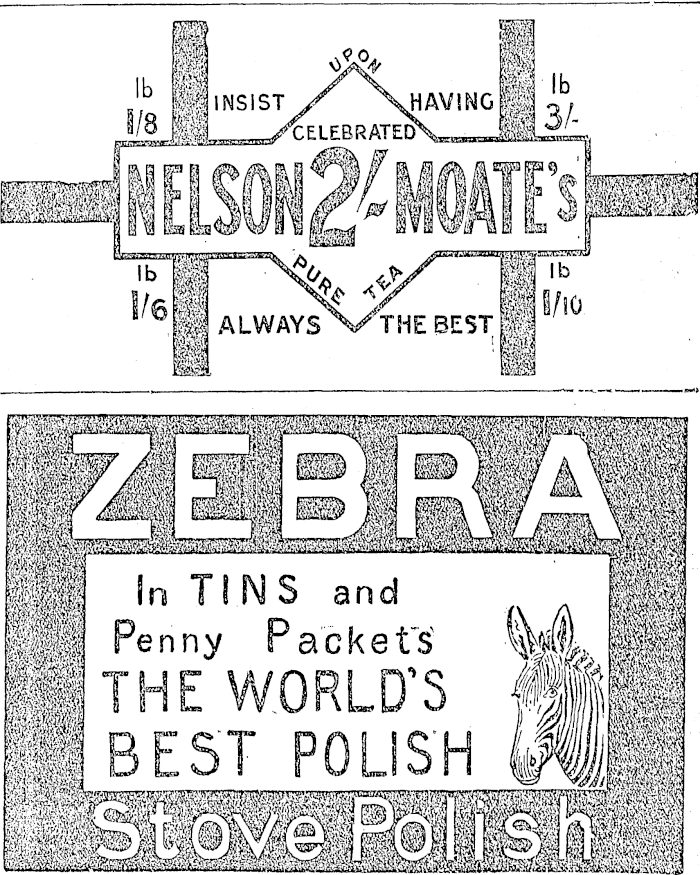 UPON
INSIST HAVING
lb 1/8
lb 3/-
CELEBRATED
NELSON 2/- MOATE's
PURE TEA
lb 1/6
lb 1/10
ALWAYS THE BEST
ZEBRA
In TINS and
Penny Packets
THE WORLD'S
BEST POLISH
Stove Polish